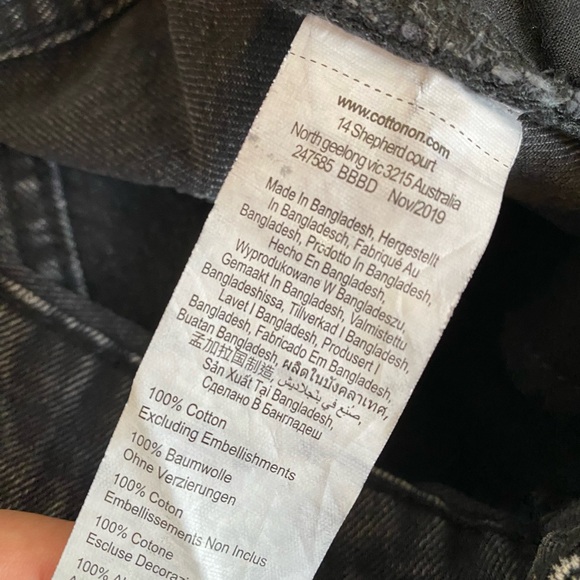 www.cottonon.com
14 Shepherd court
North geelong vic 3215 Australia
247585 BBBD Nov/2019
Made In Bangladesh, Hergestellt
In Bangladesch, Fabriqué Au
Bangladesh, Prodotto In Bangladesh,
Hecho En Bangladesh,
Wyprodukowane W Bangladeszu,
Gemaakt In Bangladesh, Valmistettu
Bangladeshissa, Tillverkad I Bangladesh,
Lavet I Bangladesh, Produsert I
Bangladesh, Fabricado Em Bangladesh,
Buatan Bangladesh, ผลิตในบังคลาเทศ,
孟加拉国制造, صنع في بنجلاديش,
Sản Xuất Tại Bangladesh,
Сделано В Бангладеш
100% Cotton
Excluding Embellishments
100% Baumwolle
Ohne Verzierungen
100% Coton
Embellissements Non Inclus
100% Cotone
Escluse Decorazi
100%